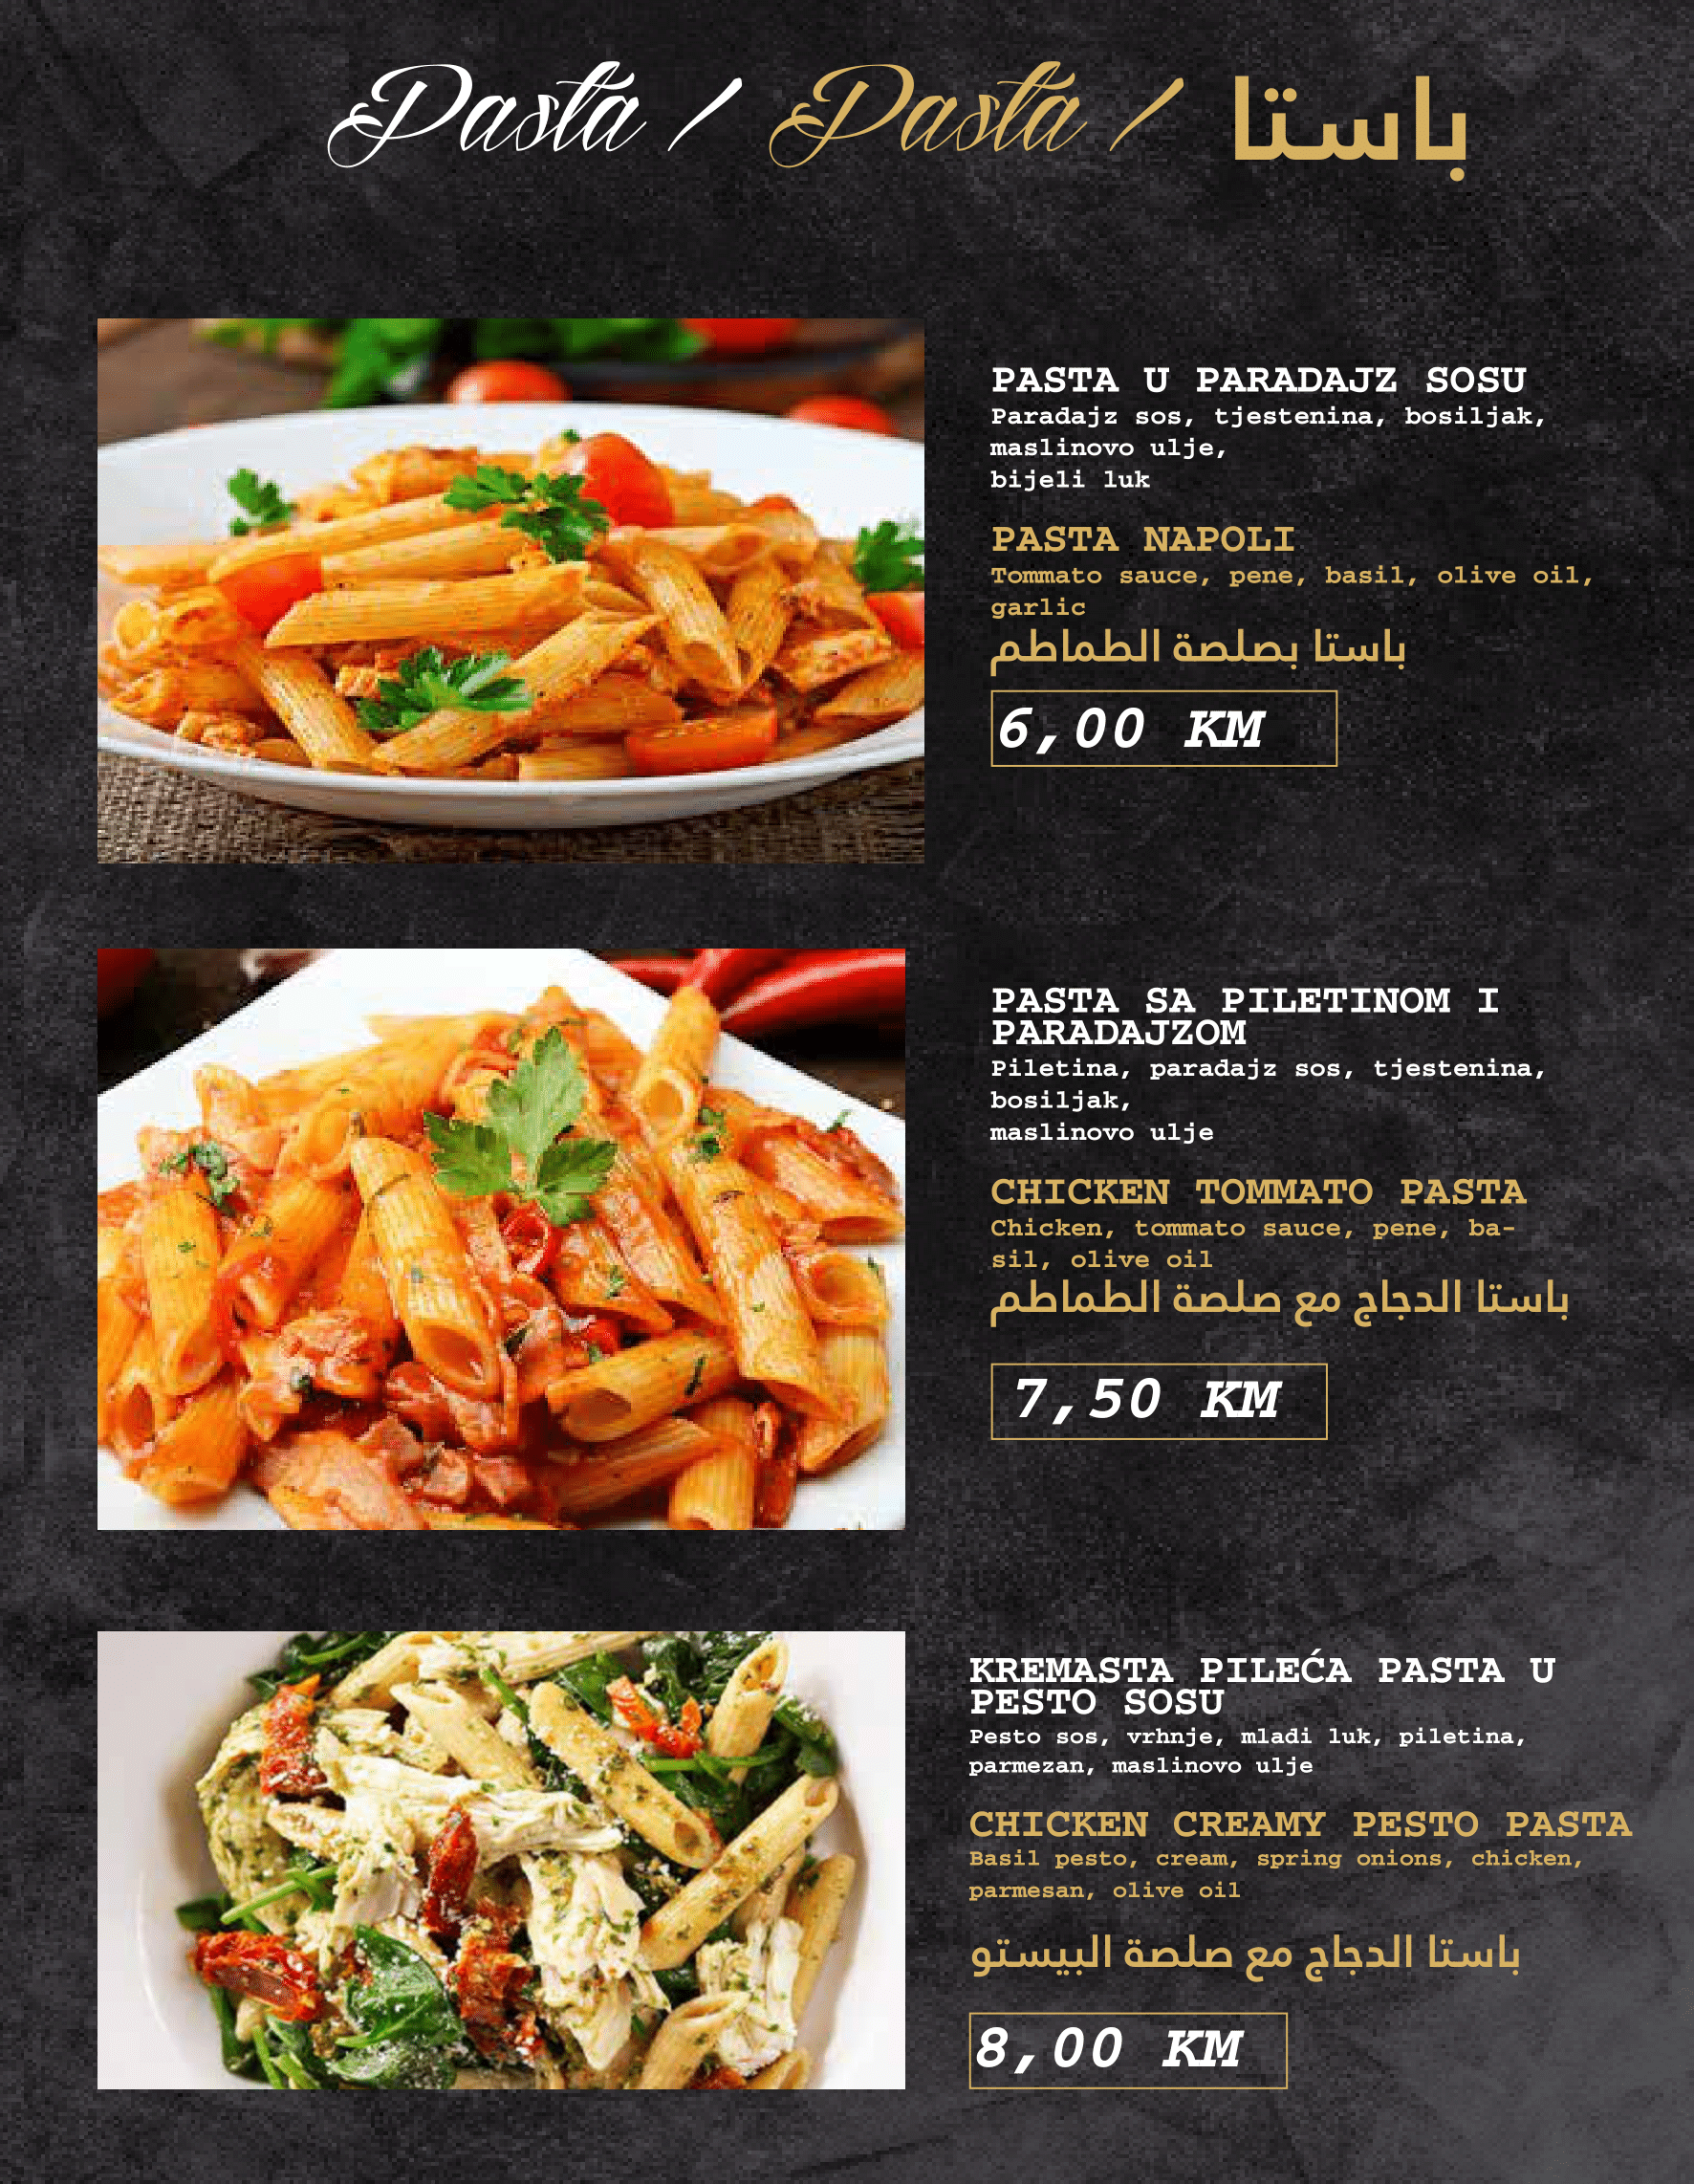 Pasta / Pasta / باستا
PASTA U PARADAJZ SOSU
Paradajz sos, tjestenina, bosiljak,
maslinovo ulje,
bijeli luk
PASTA NAPOLI
Tommato sauce, pene, basil, olive oil,
garlic
باستا بصلصة الطماطم
6,00 KM
PASTA SA PILETINOM I
PARADAJZOM
Piletina, paradajz sos, tjestenina,
bosiljak,
maslinovo ulje
CHICKEN TOMMATO PASTA
Chicken, tommato sauce, pene, ba-
sil, olive oil
باستا الدجاج مع صلصة الطماطم
7,50 KM
KREMASTA PILEĆA PASTA U
PESTO SOSU
Pesto sos, vrhnje, mladi luk, piletina,
parmezan, maslinovo ulje
CHICKEN CREAMY PESTO PASTA
Basil pesto, cream, spring onions, chicken,
parmesan, olive oil
باستا الدجاج مع صلصة البيستو
8,00 KM